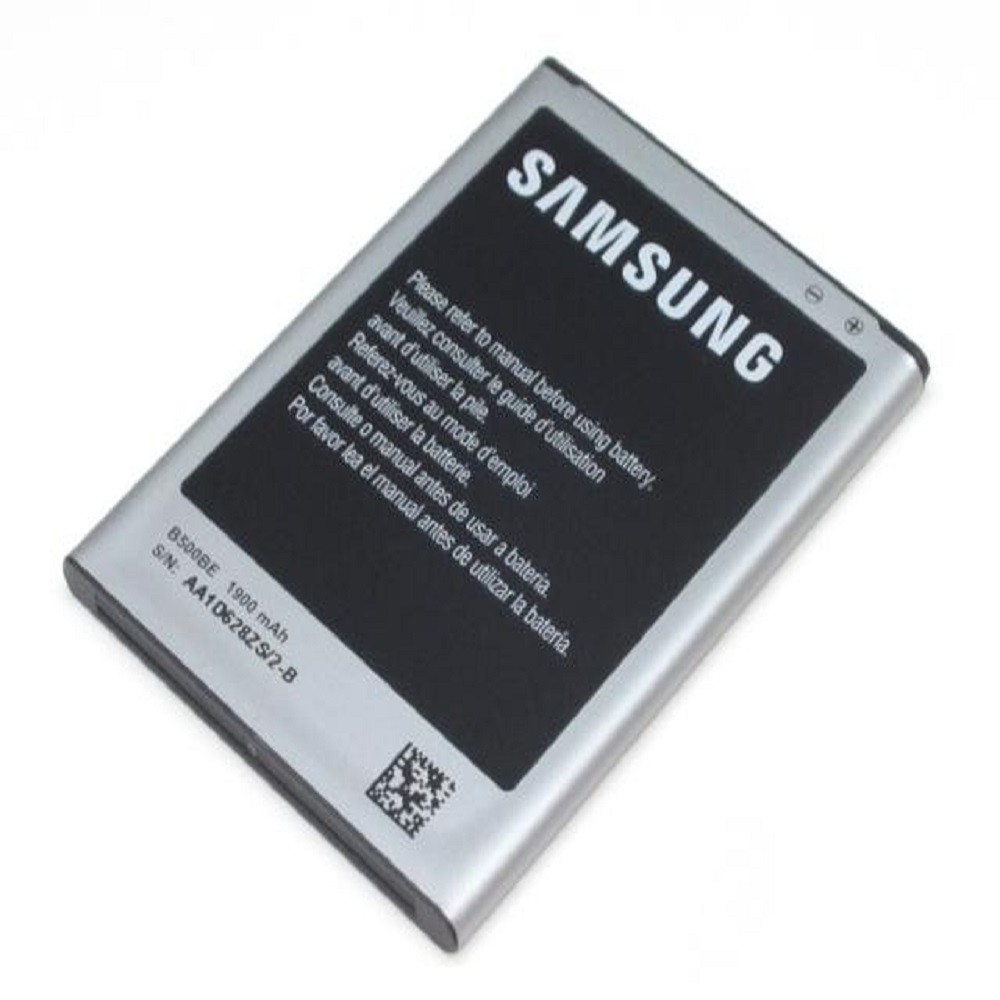 SAMSUNG
⊖ ⊕
Please refer to manual before using battery.
Veuillez consulter le guide d'utilisation
avant d'utiliser la pile.
Referez-vous au mode d'emploi
avant d'utiliser la batterie.
Consulte o manual antes de usar a bateria.
Por favor lea el manual antes de utilizar la batería.
B500BE 1900 mAh
S/N: AA1D628ZS/2-B